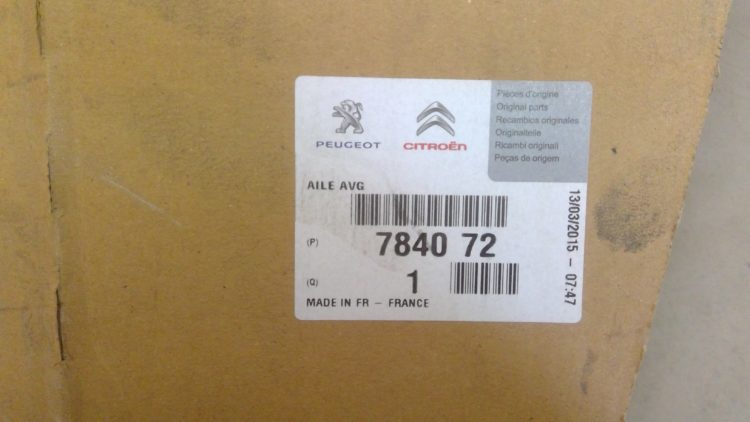 PEUGEOT
CITROËN
Pièces d'origine
Original parts
Recambios originales
Originalteile
Ricambi originali
Peças de origem
AILE AVG
(P) 7840 72
(Q) 1
MADE IN FR - FRANCE
13/03/2015 - 07:47